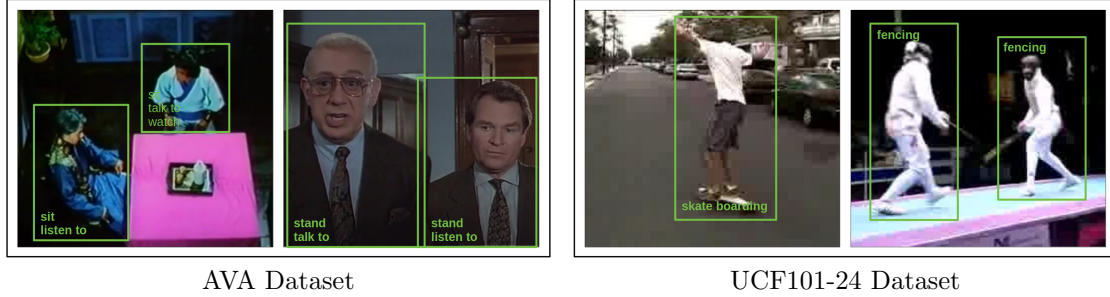 sit
talk to
watch
sit
listen to
stand
talk to
stand
listen to
skate boarding
fencing
fencing
AVA Dataset
UCF101-24 Dataset